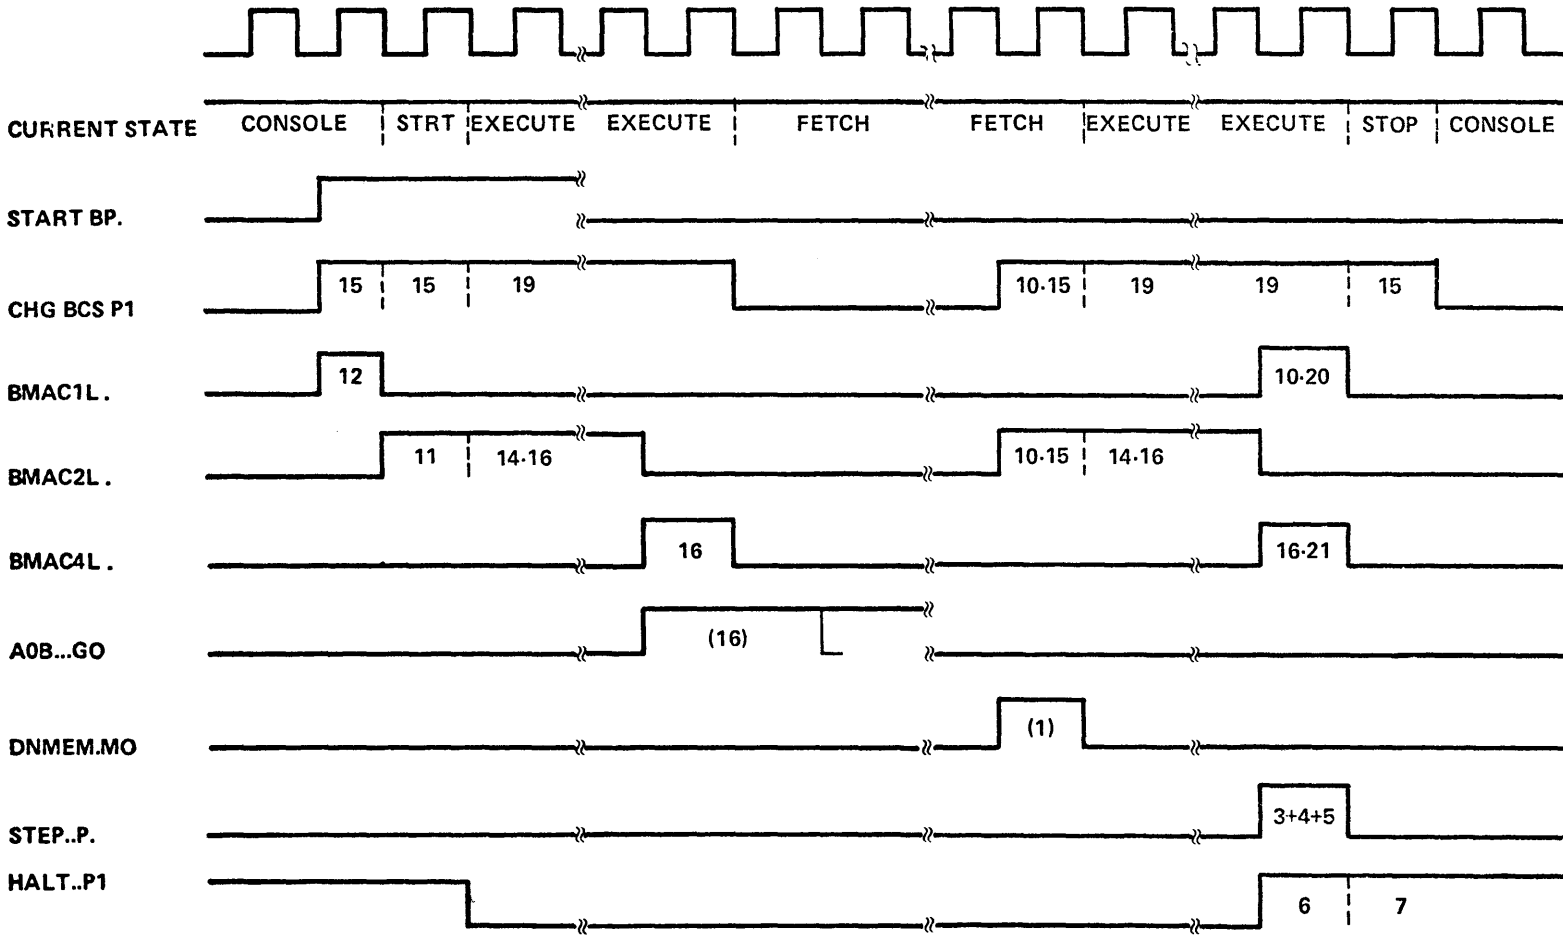 CURRENT STATE CONSOLE STRT EXECUTE EXECUTE FETCH FETCH EXECUTE EXECUTE STOP CONSOLE
START BP.
CHG BCS P1 15 15 19 10·15 19 19 15
BMAC1L. 12 10·20
BMAC2L. 11 14·16 10·15 14·16
BMAC4L. 16 16·21
A0B...GO (16)
DNMEM.MO (1)
STEP..P. 3+4+5
HALT..P1 6 7